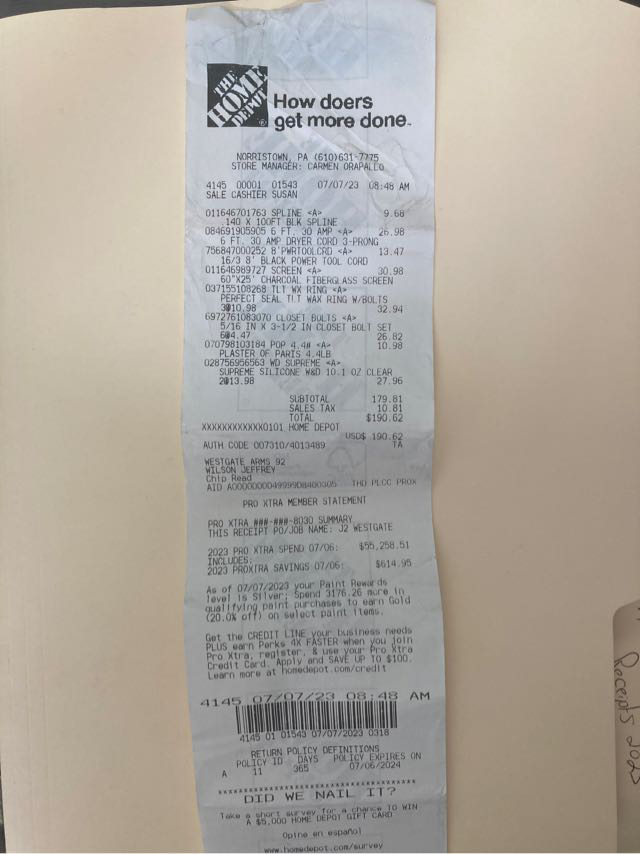 THE
HOME
DEPOT
How doers
get more done.
NORRISTOWN, PA (610)631-7775
STORE MANAGER: CARMEN DRAPALLO
4145 00001 01543 07/07/23 08:48 AM
SALE CASHIER SUSAN
011646701763 SPLINE <A> 9.68
.140 X 100FT BLK SPLINE
084691905905 6 FT. 30 AMP <A> 26.98
6 FT. 30 AMP DRYER CORD 3-PRONG
756847000252 8'PWRTOOLCRD <A> 13.47
16/3 8' BLACK POWER TOOL CORD
011646989727 SCREEN <A> 30.98
60"X25' CHARCOAL FIBERGLASS SCREEN
037155108268 TLT WX RING <A>
PERFECT SEAL TLT WAX RING W/BOLTS
3@10.98 32.94
6972761083070 CLOSET BOLTS <A>
5/16 IN X 3-1/2 IN CLOSET BOLT SET
6@4.47 26.82
070798103184 POP 4.4# <A> 10.98
PLASTER OF PARIS 4.4LB
028756956563 WD SUPREME <A>
SUPREME SILICONE W&D 10.1 OZ CLEAR
2@13.98 27.96
SUBTOTAL 179.81
SALES TAX 10.81
TOTAL $190.62
XXXXXXXXXXXX0101 HOME DEPOT
USD$ 190.62
AUTH CODE 007310/4013489 TA
WESTGATE ARMS 92
WILSON JEFFREY
Chip Read
AID A0000000049999D8400305 THD PLCC PROX
PRO XTRA MEMBER STATEMENT
PRO XTRA ###-###-8030 SUMMARY
THIS RECEIPT PO/JOB NAME: J2 WESTGATE
2023 PRO XTRA SPEND 07/06: $55,258.51
INCLUDES:
2023 PROXTRA SAVINGS 07/06: $614.95
As of 07/07/2023 your Paint Rewards
level is Silver; Spend 3176.26 more in
qualifying paint purchases to earn Gold
(20.0% off) on select paint items.
Get the CREDIT LINE your business needs
PLUS earn Perks 4X FASTER when you join
Pro Xtra, register, & use your Pro Xtra
Credit Card. Apply and SAVE UP TO $100.
Learn more at homedepot.com/credit
4145 07/07/23 08:48 AM
4145 01 01543 07/07/2023 0318
RETURN POLICY DEFINITIONS
POLICY ID DAYS POLICY EXPIRES ON
A 11 365 07/06/2024
DID WE NAIL IT?
Take a short survey for a chance TO WIN
A $5,000 HOME DEPOT GIFT CARD
Opine en español
www.homedepot.com/survey
Receipts 2023